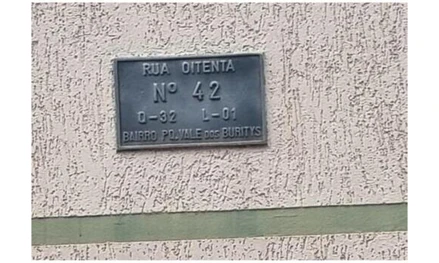 RUA OITENTA
Nº 42
Q-32 L-01
BAIRRO PQ.VALE DOS BURITYS